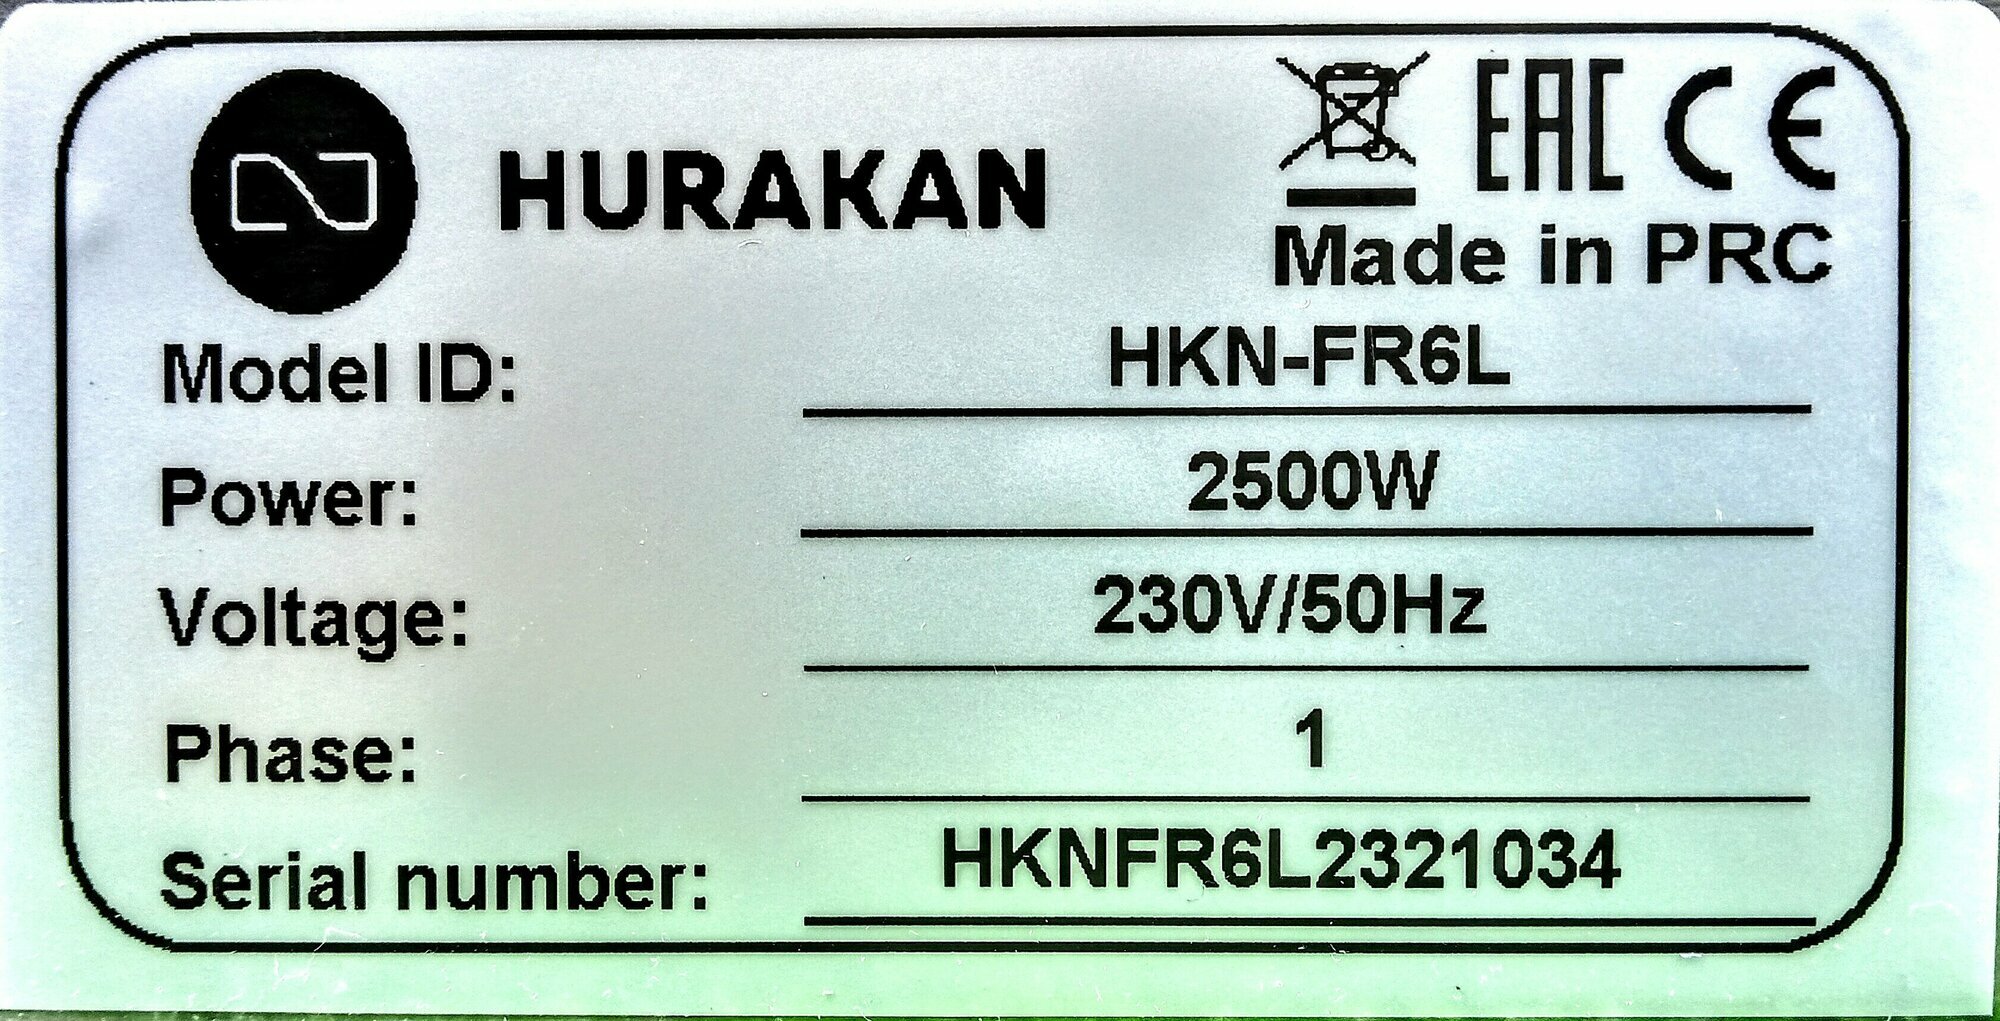 HURAKAN
EAC CE
Made in PRC
Model ID: HKN-FR6L
Power: 2500W
Voltage: 230V/50Hz
Phase: 1
Serial number: HKNFR6L2321034